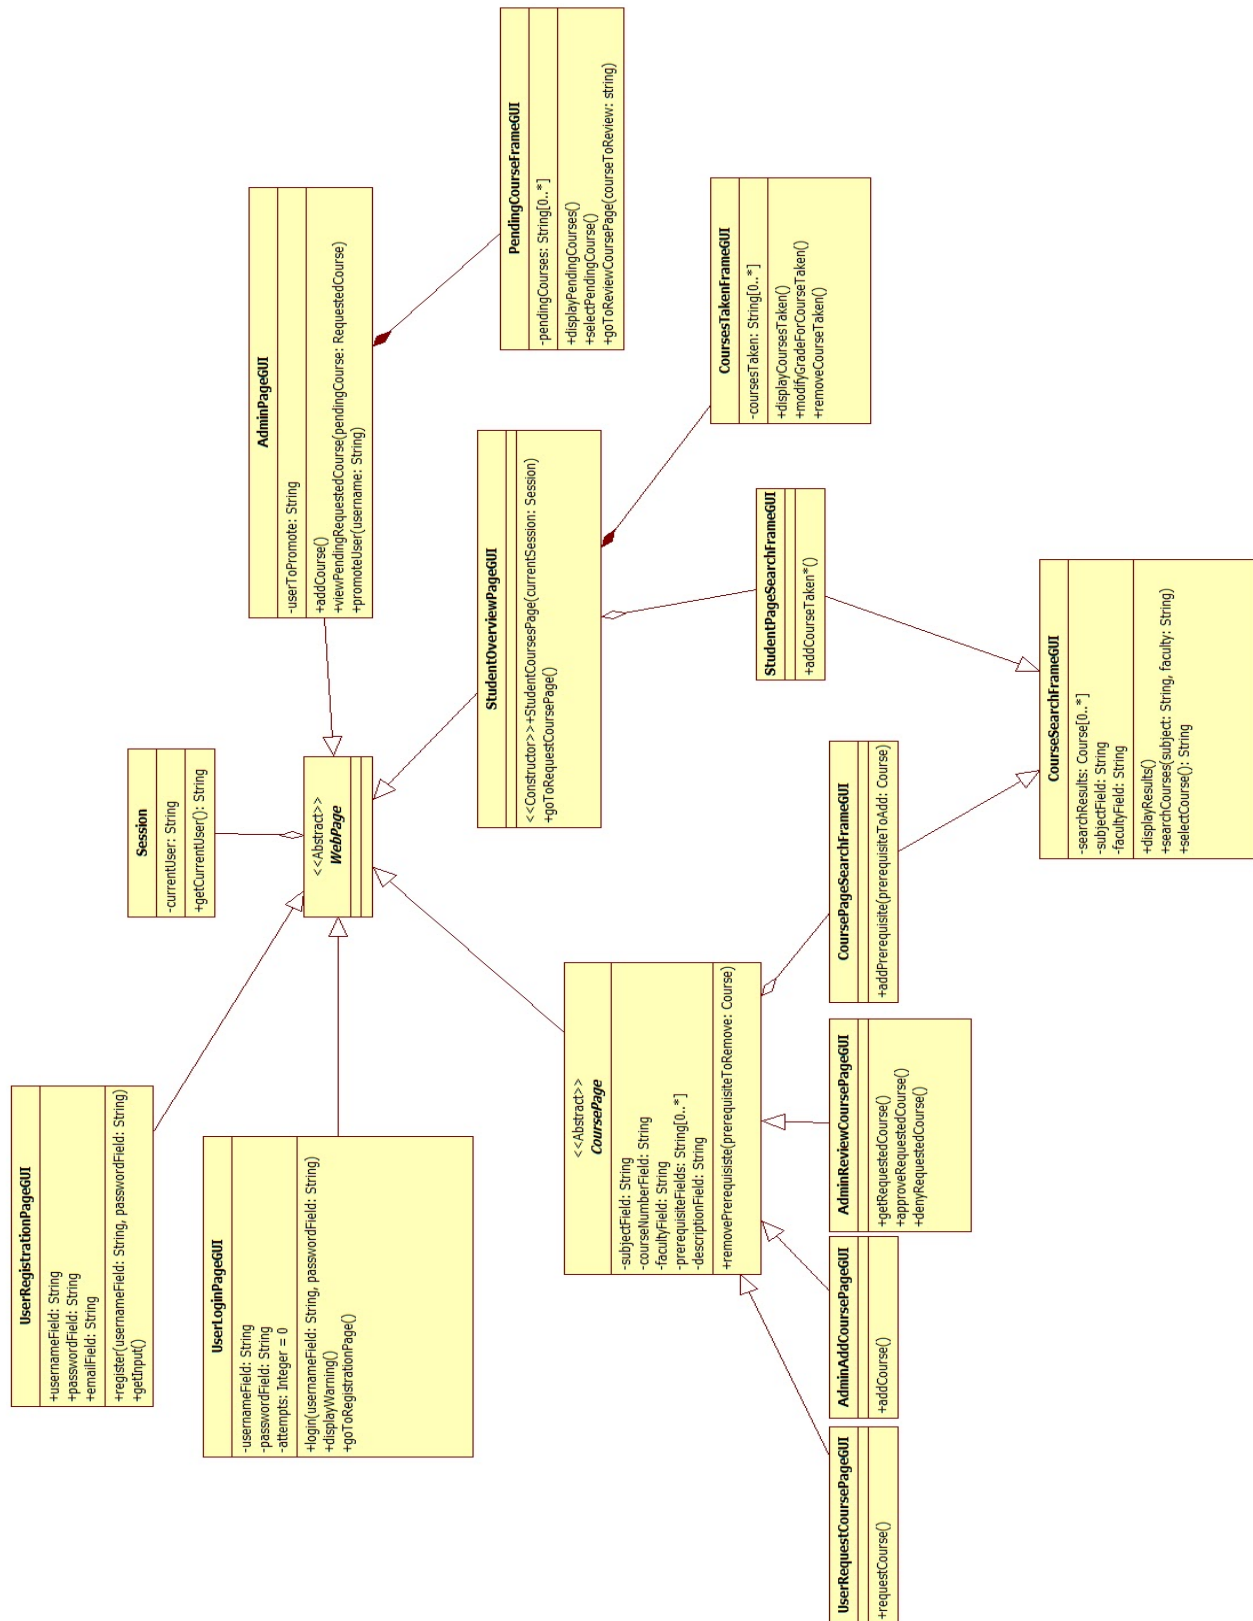 UserRegistrationPageGUI
+usernameField: String
+passwordField: String
+emailField: String
+register(usernameField: String, passwordField: String)
+getInput()
Session
-currentUser: String
+getCurrentUser(): String
AdminPageGUI
-userToPromote: String
+addCourse()
+viewPendingRequestedCourse(pendingCourse: RequestedCourse)
+promoteUser(username: String)
UserLoginPageGUI
-usernameField: String
-passwordField: String
-attempts: Integer = 0
+login(usernameField: String, passwordField: String)
+displayWarning()
+goToRegistrationPage()
<<Abstract>>
WebPage
PendingCourseFrameGUI
-pendingCourses: String[0..*]
+displayPendingCourses()
+selectPendingCourse()
+goToReviewCoursePage(courseToReview: string)
StudentOverviewPageGUI
<<Constructor>>+StudentCoursesPage(currentSession: Session)
+goToRequestCoursePage()
<<Abstract>>
CoursePage
-subjectField: String
-courseNumberField: String
-facultyField: String
-prerequisiteFields: String[0..*]
-descriptionField: String
+removePrerequisiste(prerequisiteToRemove: Course)
CoursesTakenFrameGUI
-coursesTaken: String[0..*]
+displayCoursesTaken()
+modifyGradeForCourseTaken()
+removeCourseTaken()
StudentPageSearchFrameGUI
+addCourseTaken*()
UserRequestCoursePageGUI
+requestCourse()
AdminAddCoursePageGUI
+addCourse()
AdminReviewCoursePageGUI
+getRequestedCourse()
+approveRequestedCourse()
+denyRequestedCourse()
CoursePageSearchFrameGUI
+addPrerequisite(prerequisiteToAdd: Course)
CourseSearchFrameGUI
-searchResults: Course[0..*]
-subjectField: String
-facultyField: String
+displayResults()
+searchCourses(subject: String, faculty: String)
+selectCourse(): String